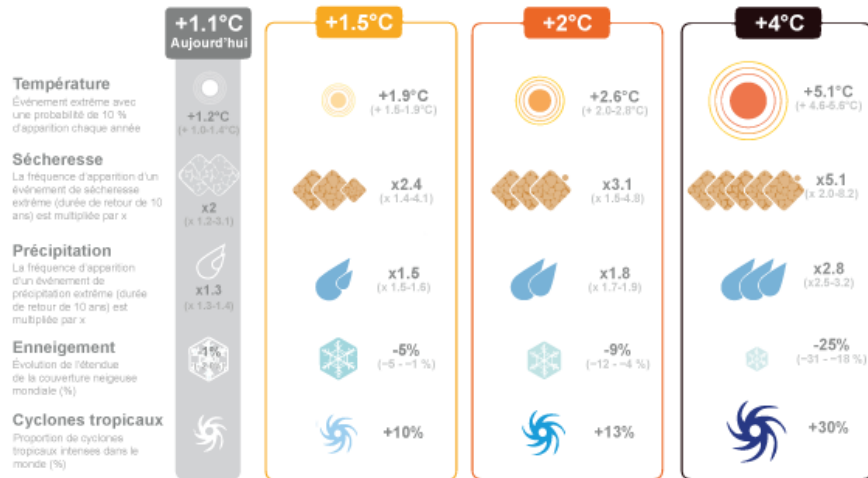 +1.1°C
Aujourd'hui
+1.5°C
+2°C
+4°C
Température
Événement extrême avec
une probabilité de 10 %
d'apparition chaque année
+1.2°C
(+ 1.0-1.4°C)
+1.9°C
(+ 1.5-1.9°C)
+2.6°C
(+ 2.0-2.8°C)
+5.1°C
(+ 4.6-5.6°C)
Sécheresse
La fréquence d'apparition d'un
événement de sécheresse
extrême (durée de retour de 10
ans) est multipliée par x
x2
(x 1.2-3.1)
x2.4
(x 1.4-4.1)
x3.1
(x 1.5-4.8)
x5.1
(x 2.0-8.2)
Précipitation
La fréquence d'apparition
d'un événement de
précipitation extrême (durée
de retour de 10 ans) est
multipliée par x
x1.3
(x 1.3-1.4)
x1.5
(x 1.5-1.6)
x1.8
(x 1.7-1.9)
x2.8
(x2.5-3.2)
Enneigement
Évolution de l'étendue
de la couverture neigeuse
mondiale (%)
-1%
-5%
(−5 - −1 %)
-9%
(−12 - −4 %)
-25%
(−31 - −18 %)
Cyclones tropicaux
Proportion de cyclones
tropicaux intenses dans le
monde (%)
+10%
+13%
+30%